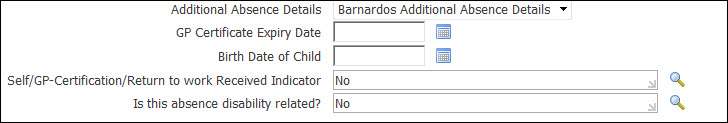 Additional Absence Details Barnardos Additional Absence Details
GP Certificate Expiry Date
Birth Date of Child
Self/GP-Certification/Return to work Received Indicator No
Is this absence disability related? No